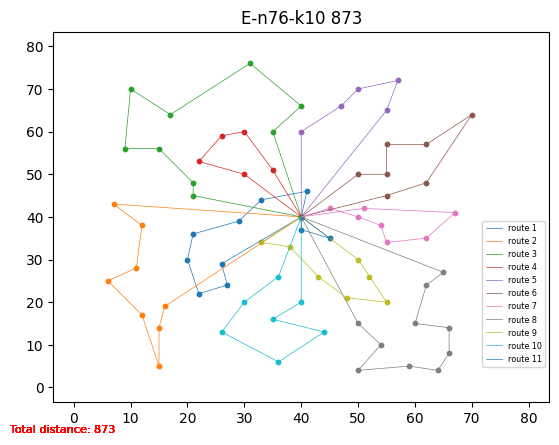 E-n76-k10 873
80
70
60
50
40
30
20
10
0
0 10 20 30 40 50 60 70 80
route 1
route 2
route 3
route 4
route 5
route 6
route 7
route 8
route 9
route 10
route 11
Total distance: 873